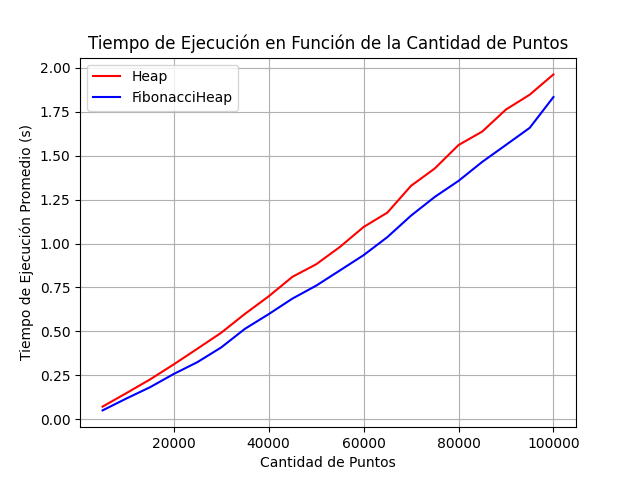 Tiempo de Ejecución en Función de la Cantidad de Puntos
Heap
FibonacciHeap
Tiempo de Ejecución Promedio (s)
2.00
1.75
1.50
1.25
1.00
0.75
0.50
0.25
0.00
20000 40000 60000 80000 100000
Cantidad de Puntos